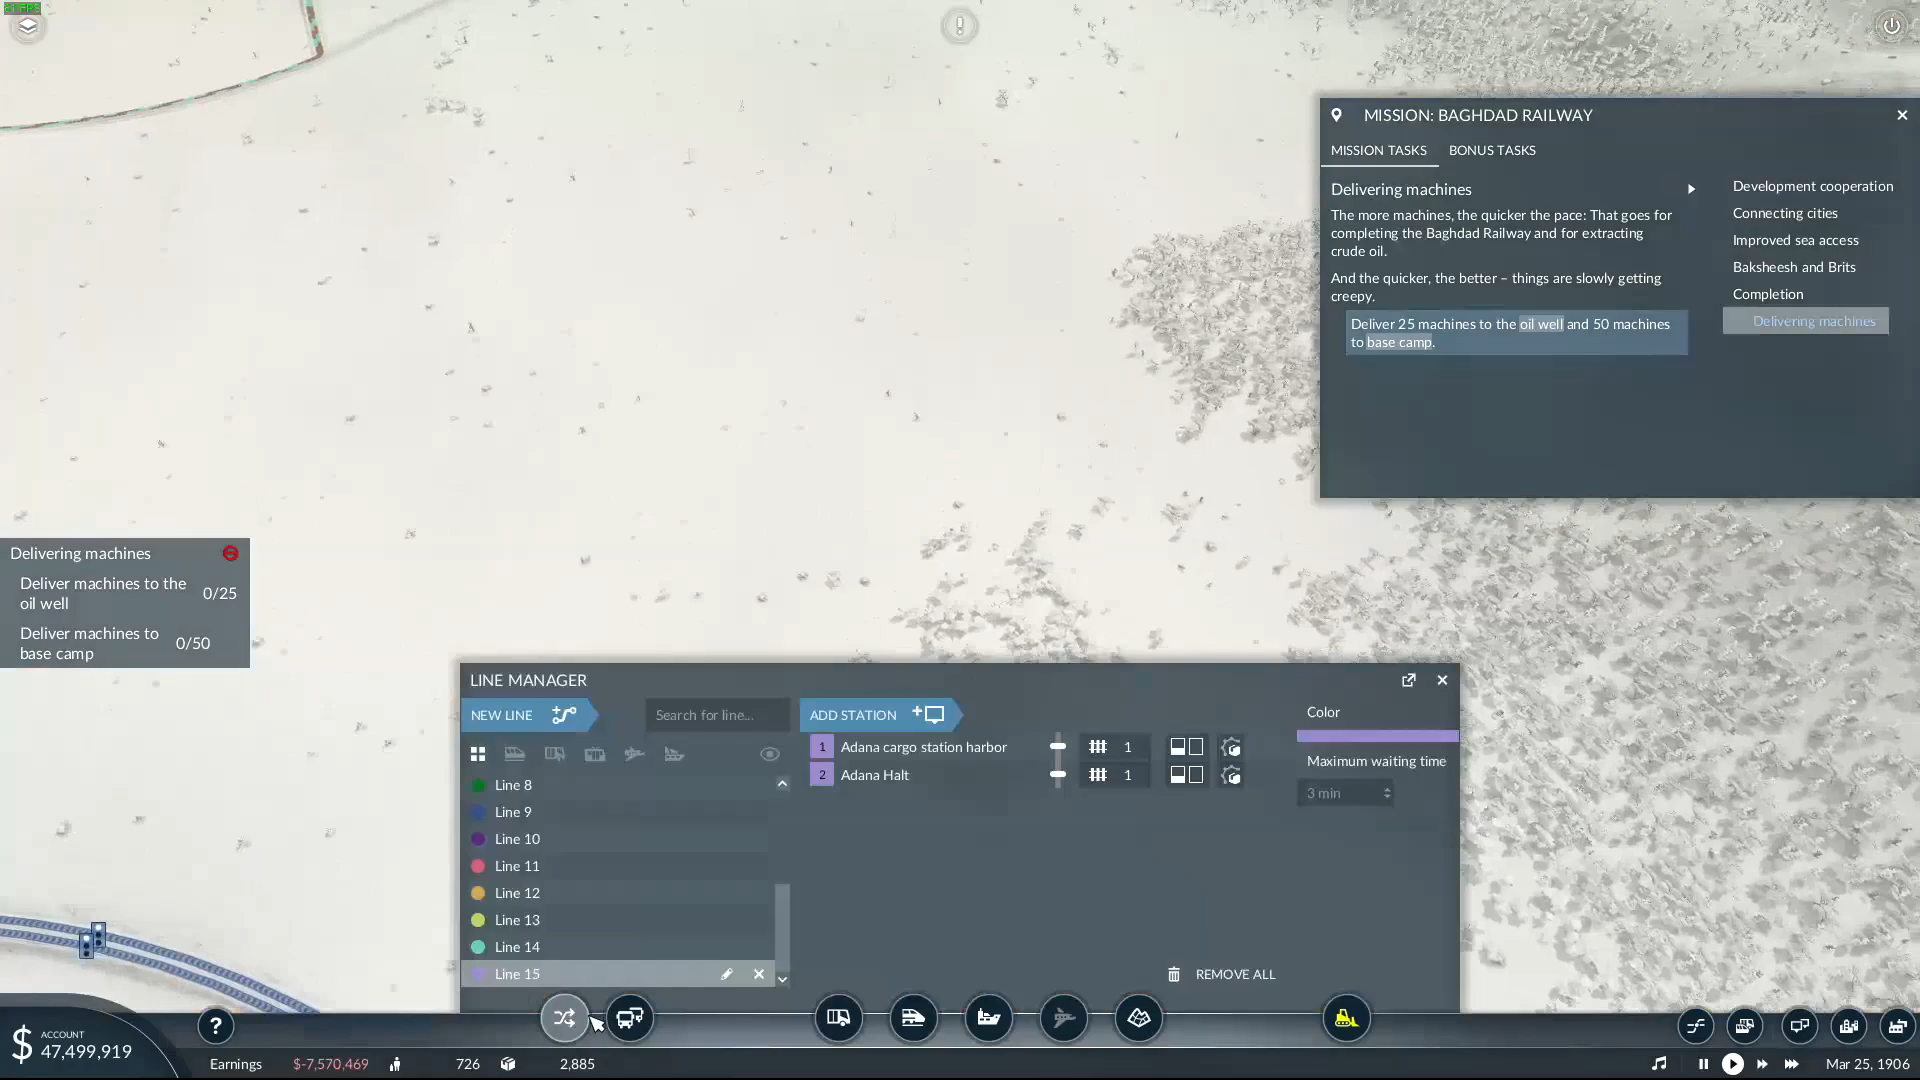 21 FPS
MISSION: BAGHDAD RAILWAY
MISSION TASKS
BONUS TASKS
Delivering machines
The more machines, the quicker the pace: That goes for
completing the Baghdad Railway and for extracting
crude oil.
And the quicker, the better – things are slowly getting
creepy.
Deliver 25 machines to the oil well and 50 machines
to base camp.
Development cooperation
Connecting cities
Improved sea access
Baksheesh and Brits
Completion
Delivering machines
Delivering machines
Deliver machines to the
oil well
0/25
Deliver machines to
base camp
0/50
LINE MANAGER
NEW LINE
Search for line...
ADD STATION
1 Adana cargo station harbor 1
2 Adana Halt 1
Color
Maximum waiting time
3 min
Line 8
Line 9
Line 10
Line 11
Line 12
Line 13
Line 14
Line 15
REMOVE ALL
$ ACCOUNT
47,499,919
?
Earnings $-7,570,469 726 2,885
Mar 25, 1906